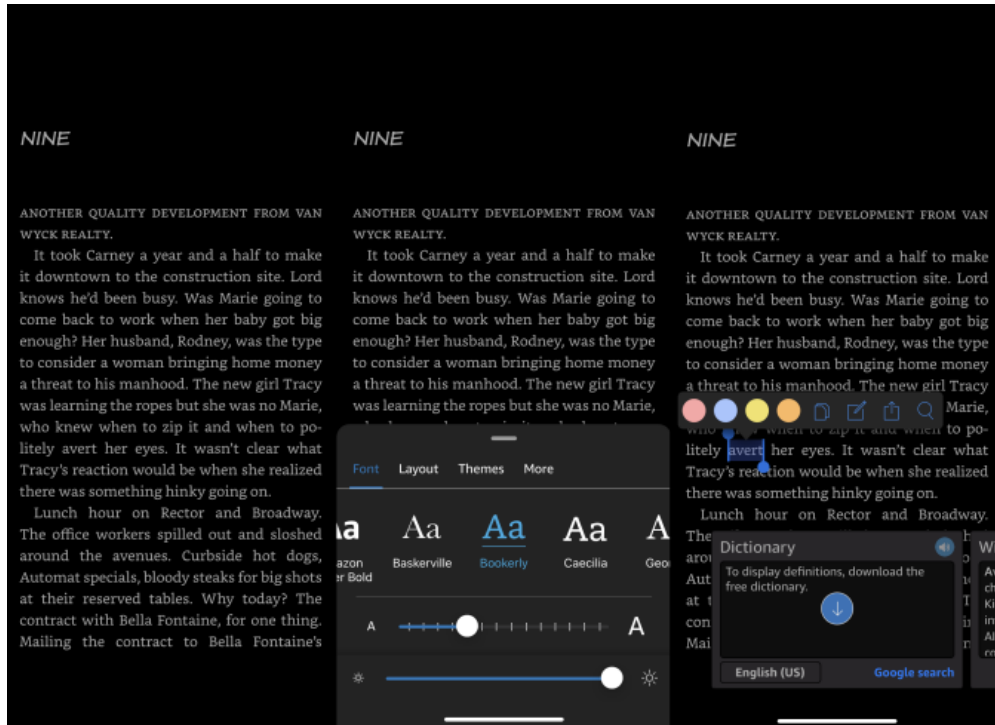 NINE
ANOTHER QUALITY DEVELOPMENT FROM VAN
WYCK REALTY.
It took Carney a year and a half to make
it downtown to the construction site. Lord
knows he'd been busy. Was Marie going to
come back to work when her baby got big
enough? Her husband, Rodney, was the type
to consider a woman bringing home money
a threat to his manhood. The new girl Tracy
was learning the ropes but she was no Marie,
who knew when to zip it and when to po-
litely avert her eyes. It wasn't clear what
Tracy's reaction would be when she realized
there was something hinky going on.
Lunch hour on Rector and Broadway.
The office workers spilled out and sloshed
around the avenues. Curbside hot dogs,
Automat specials, bloody steaks for big shots
at their reserved tables. Why today? The
contract with Bella Fontaine, for one thing.
Mailing the contract to Bella Fontaine's
NINE
ANOTHER QUALITY DEVELOPMENT FROM VAN
WYCK REALTY.
It took Carney a year and a half to make
it downtown to the construction site. Lord
knows he'd been busy. Was Marie going to
come back to work when her baby got big
enough? Her husband, Rodney, was the type
to consider a woman bringing home money
a threat to his manhood. The new girl Tracy
was learning the ropes but she was no Marie,
Font Layout Themes More
Aa Aa Aa Aa A
azon Baskerville Bookerly Caecilia Geor
er Bold
A A
NINE
ANOTHER QUALITY DEVELOPMENT FROM VAN
WYCK REALTY.
It took Carney a year and a half to make
it downtown to the construction site. Lord
knows he'd been busy. Was Marie going to
come back to work when her baby got big
enough? Her husband, Rodney, was the type
to consider a woman bringing home money
a threat to his manhood. The new girl Tracy
Marie,
who knew when to zip it and when to po-
litely avert her eyes. It wasn't clear what
Tracy's reaction would be when she realized
there was something hinky going on.
Lunch hour on Rector and Broadway.
The
Dictionary
To display definitions, download the
free dictionary.
English (US) Google search